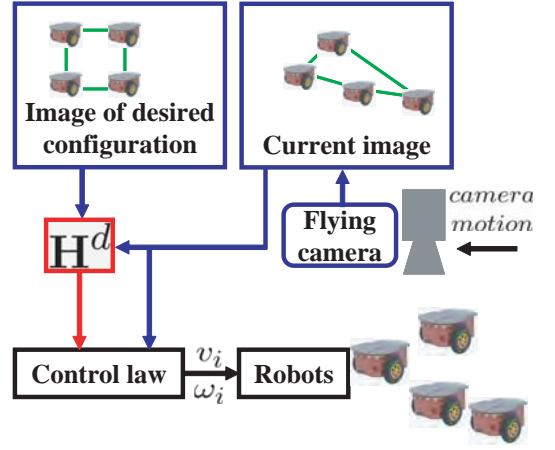 Image of desired
configuration
Current image
Flying
camera
camera
motion
H^d
Control law
v_i
ω_i
Robots